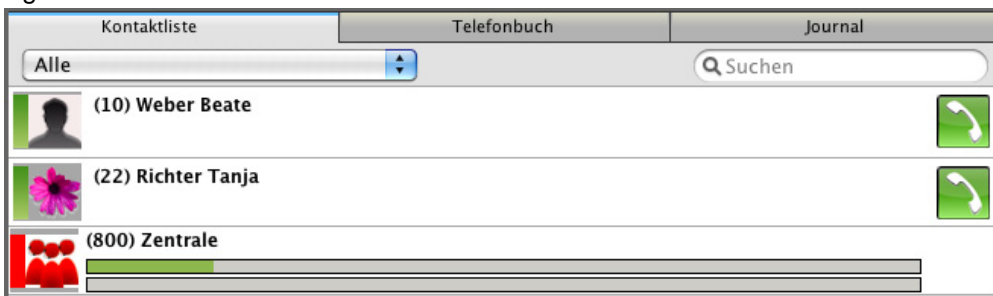 Kontaktliste Telefonbuch Journal
Alle Suchen
(10) Weber Beate
(22) Richter Tanja
(800) Zentrale